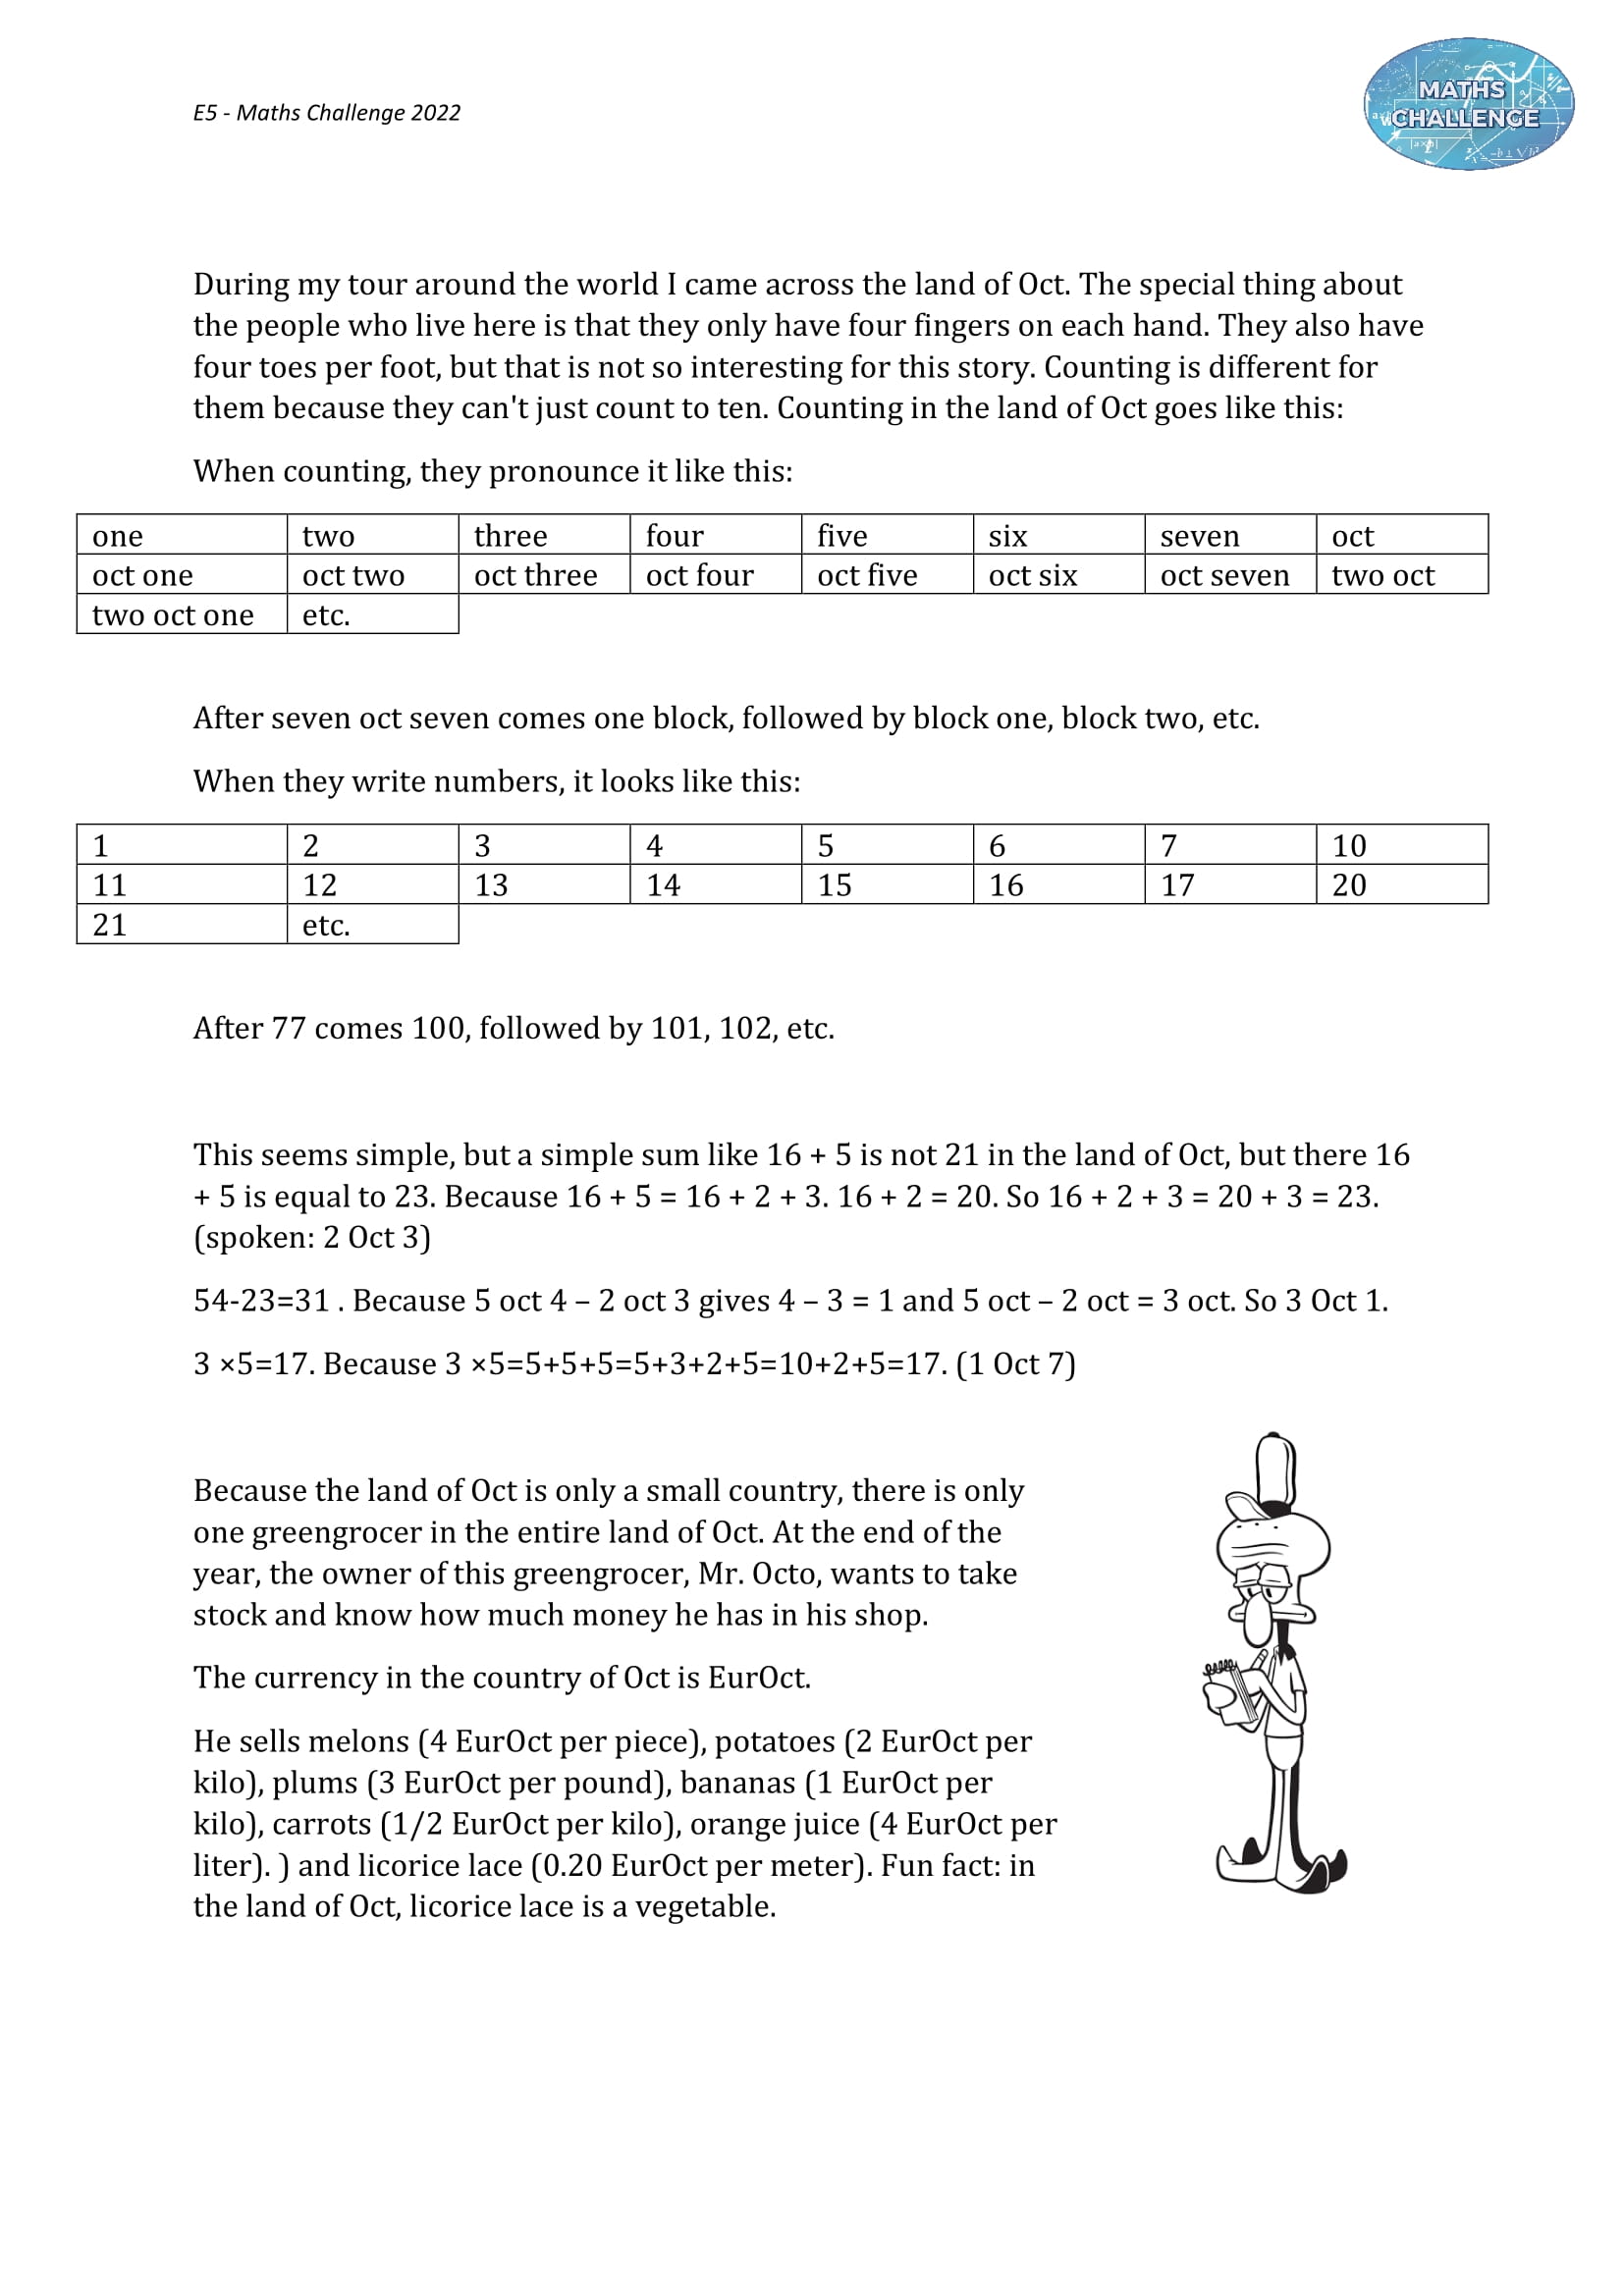 E5 - Maths Challenge 2022
MATHS
CHALLENGE
During my tour around the world I came across the land of Oct. The special thing about
the people who live here is that they only have four fingers on each hand. They also have
four toes per foot, but that is not so interesting for this story. Counting is different for
them because they can't just count to ten. Counting in the land of Oct goes like this:
When counting, they pronounce it like this:
one two three four five six seven oct
oct one oct two oct three oct four oct five oct six oct seven two oct
two oct one etc.
After seven oct seven comes one block, followed by block one, block two, etc.
When they write numbers, it looks like this:
1 2 3 4 5 6 7 10
11 12 13 14 15 16 17 20
21 etc.
After 77 comes 100, followed by 101, 102, etc.
This seems simple, but a simple sum like 16 + 5 is not 21 in the land of Oct, but there 16
+ 5 is equal to 23. Because 16 + 5 = 16 + 2 + 3. 16 + 2 = 20. So 16 + 2 + 3 = 20 + 3 = 23.
(spoken: 2 Oct 3)
54-23=31 . Because 5 oct 4 – 2 oct 3 gives 4 – 3 = 1 and 5 oct – 2 oct = 3 oct. So 3 Oct 1.
3 ×5=17. Because 3 ×5=5+5+5=5+3+2+5=10+2+5=17. (1 Oct 7)
Because the land of Oct is only a small country, there is only
one greengrocer in the entire land of Oct. At the end of the
year, the owner of this greengrocer, Mr. Octo, wants to take
stock and know how much money he has in his shop.
The currency in the country of Oct is EurOct.
He sells melons (4 EurOct per piece), potatoes (2 EurOct per
kilo), plums (3 EurOct per pound), bananas (1 EurOct per
kilo), carrots (1/2 EurOct per kilo), orange juice (4 EurOct per
liter). ) and licorice lace (0.20 EurOct per meter). Fun fact: in
the land of Oct, licorice lace is a vegetable.